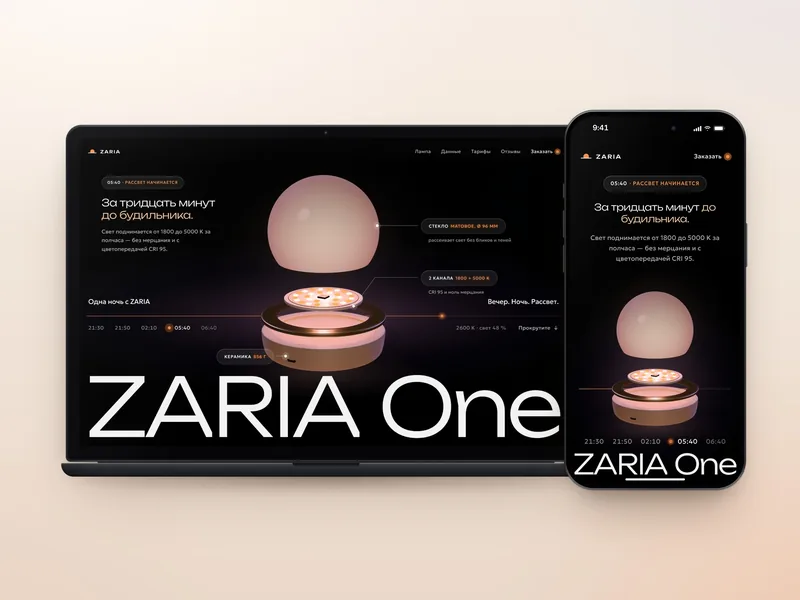 ZARIA
Лампа Данные Тарифы Отзывы Заказать
05:40 · РАССВЕТ НАЧИНАЕТСЯ
За тридцать минут
до будильника.
Свет поднимается от 1800 до 5000 К за
полчаса — без мерцания и с
цветопередачей CRI 95.
СТЕКЛО МАТОВОЕ, Ø 96 ММ
рассеивает свет без бликов и теней
2 КАНАЛА 1800 + 5000 К
CRI 95 и ноль мерцания
Одна ночь с ZARIA
Вечер. Ночь. Рассвет.
21:30 21:50 02:10 05:40 06:40
2600 К · свет 48 %
Прокрутите ↓
КЕРАМИКА
ZARIA One
9:41
ZARIA
Заказать
05:40 · РАССВЕТ НАЧИНАЕТСЯ
За тридцать минут до
будильника.
Свет поднимается от 1800 до 5000 К за
полчаса — без мерцания и с
цветопередачей CRI 95.
21:30 21:50 02:10 05:40 06:40
ZARIA One